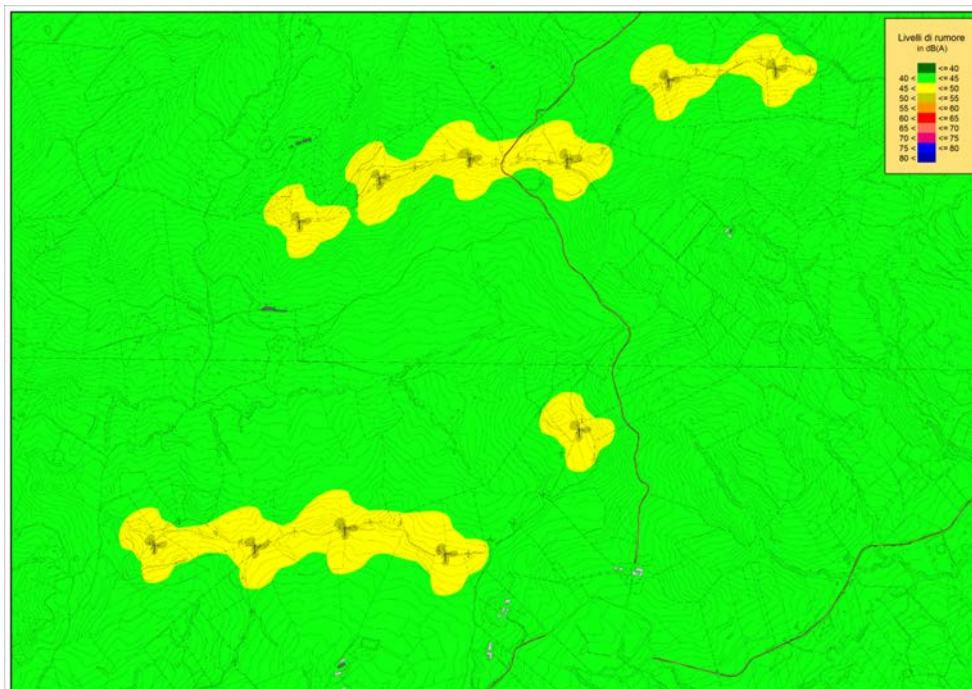 Livelli di rumore
in dB(A)
<= 40
40 < <= 45
45 < <= 50
50 < <= 55
55 < <= 60
60 < <= 65
65 < <= 70
70 < <= 75
75 < <= 80
80 <